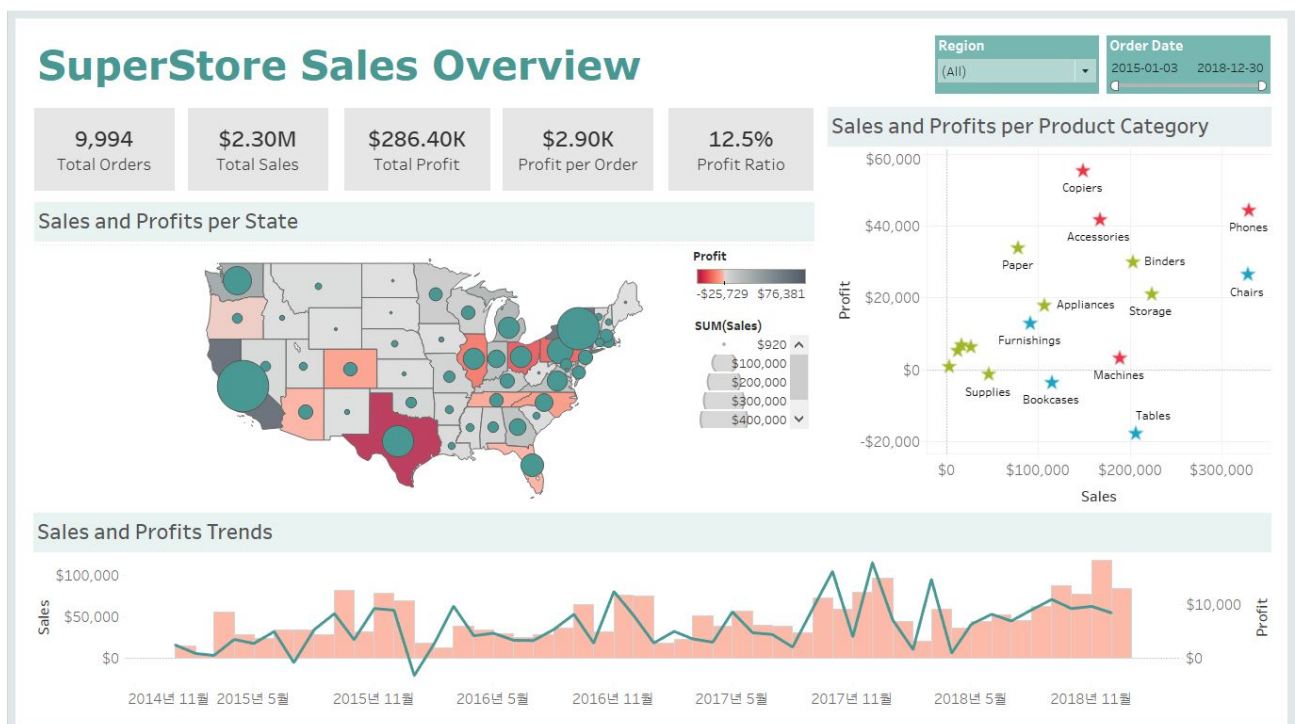 SuperStore Sales Overview
Region
(All)
Order Date
2015-01-03 2018-12-30
9,994
Total Orders
$2.30M
Total Sales
$286.40K
Total Profit
$2.90K
Profit per Order
12.5%
Profit Ratio
Sales and Profits per State
Profit
-$25,729 $76,381
SUM(Sales)
$920
$100,000
$200,000
$300,000
$400,000
Sales and Profits per Product Category
$60,000
$40,000
$20,000
$0
-$20,000
Profit
Copiers
Phones
Accessories
Paper
Binders
Chairs
Appliances
Storage
Furnishings
Machines
Supplies
Bookcases
Tables
$0 $100,000 $200,000 $300,000
Sales
Sales and Profits Trends
$100,000
$50,000
$0
Sales
$10,000
$0
Profit
2014년 11월 2015년 5월 2015년 11월 2016년 5월 2016년 11월 2017년 5월 2017년 11월 2018년 5월 2018년 11월